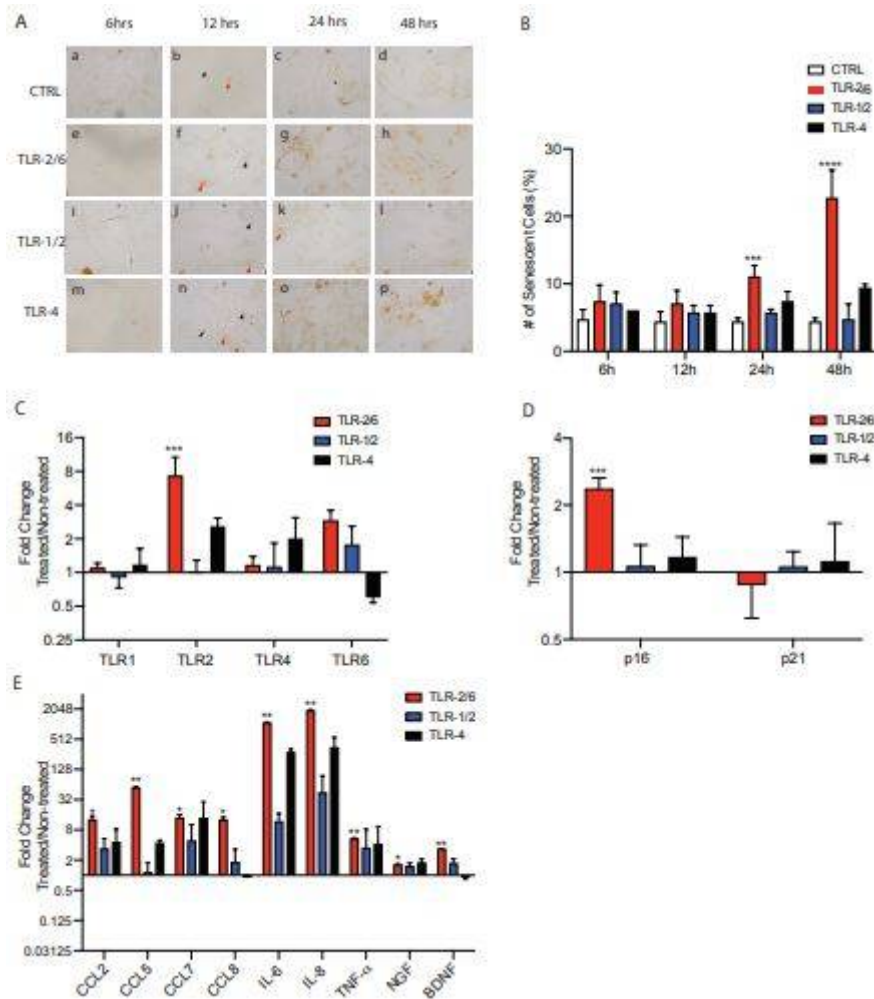 A
6hrs 12 hrs 24 hrs 48 hrs
CTRL
a b c d
TLR-2/6
e f g h
TLR-1/2
i j k l
TLR-4
m n o p
B
CTRL
TLR-2/6
TLR-1/2
TLR-4
# of Senescent Cells (%)
30
20
10
0
*** ****
6h 12h 24h 48h
C
TLR-2/6
TLR-1/2
TLR-4
Fold Change
Treated/Non-treated
16
8
4
2
1
0.5
0.25
***
TLR1 TLR2 TLR4 TLR6
D
TLR-2/6
TLR-1/2
TLR-4
Fold Change
Treated/Non-treated
4
2
1
0.5
***
p16 p21
E
TLR-2/6
TLR-1/2
TLR-4
Fold Change
Treated/Non-treated
2048
512
128
32
8
2
0.5
0.125
0.03125
* ** * * ** ** ** * **
CCL2 CCL5 CCL7 CCL8 IL-6 IL-8 TNF-α NGF BDNF